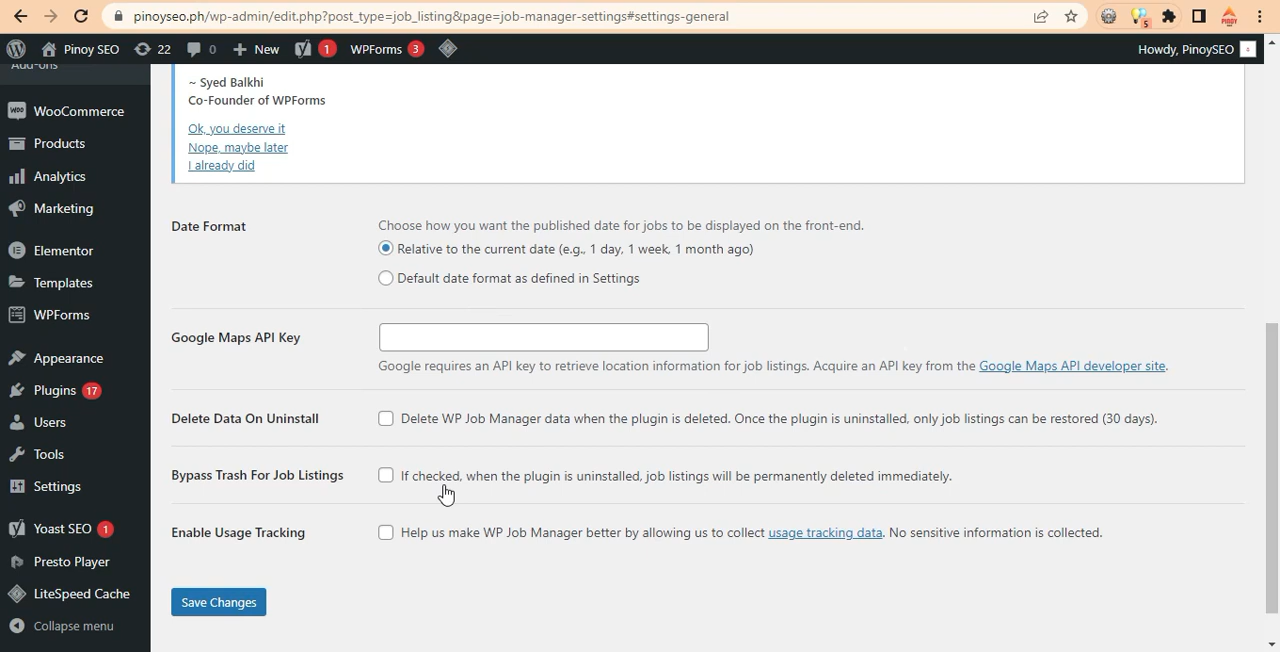 pinoyseo.ph/wp-admin/edit.php?post_type=job_listing&page=job-manager-settings#settings-general
5
Pinoy SEO 22 0 New 1 WPForms 3 Howdy, PinoySEO
Add-ons
WooCommerce
Products
Analytics
Marketing
Elementor
Templates
WPForms
Appearance
Plugins 17
Users
Tools
Settings
Yoast SEO 1
Presto Player
LiteSpeed Cache
Collapse menu
~ Syed Balkhi
Co-Founder of WPForms
Ok, you deserve it
Nope, maybe later
I already did
Date Format
Choose how you want the published date for jobs to be displayed on the front-end.
Relative to the current date (e.g., 1 day, 1 week, 1 month ago)
Default date format as defined in Settings
Google Maps API Key
Google requires an API key to retrieve location information for job listings. Acquire an API key from the Google Maps API developer site.
Delete Data On Uninstall
Delete WP Job Manager data when the plugin is deleted. Once the plugin is uninstalled, only job listings can be restored (30 days).
Bypass Trash For Job Listings
If checked, when the plugin is uninstalled, job listings will be permanently deleted immediately.
Enable Usage Tracking
Help us make WP Job Manager better by allowing us to collect usage tracking data. No sensitive information is collected.
Save Changes